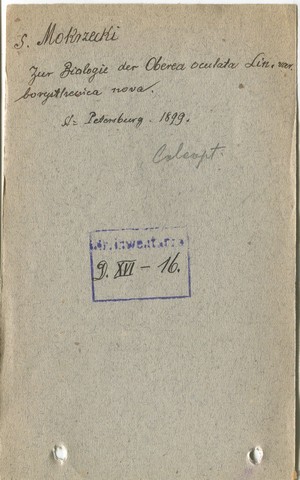 S. Mokrzecki
Zur Biologie der Oberea oculata Lin. var.
borysthenica nova.
St= Petersburg. 1899.
Coleopt.
Nr. inwentarza
D. XVI – 16.